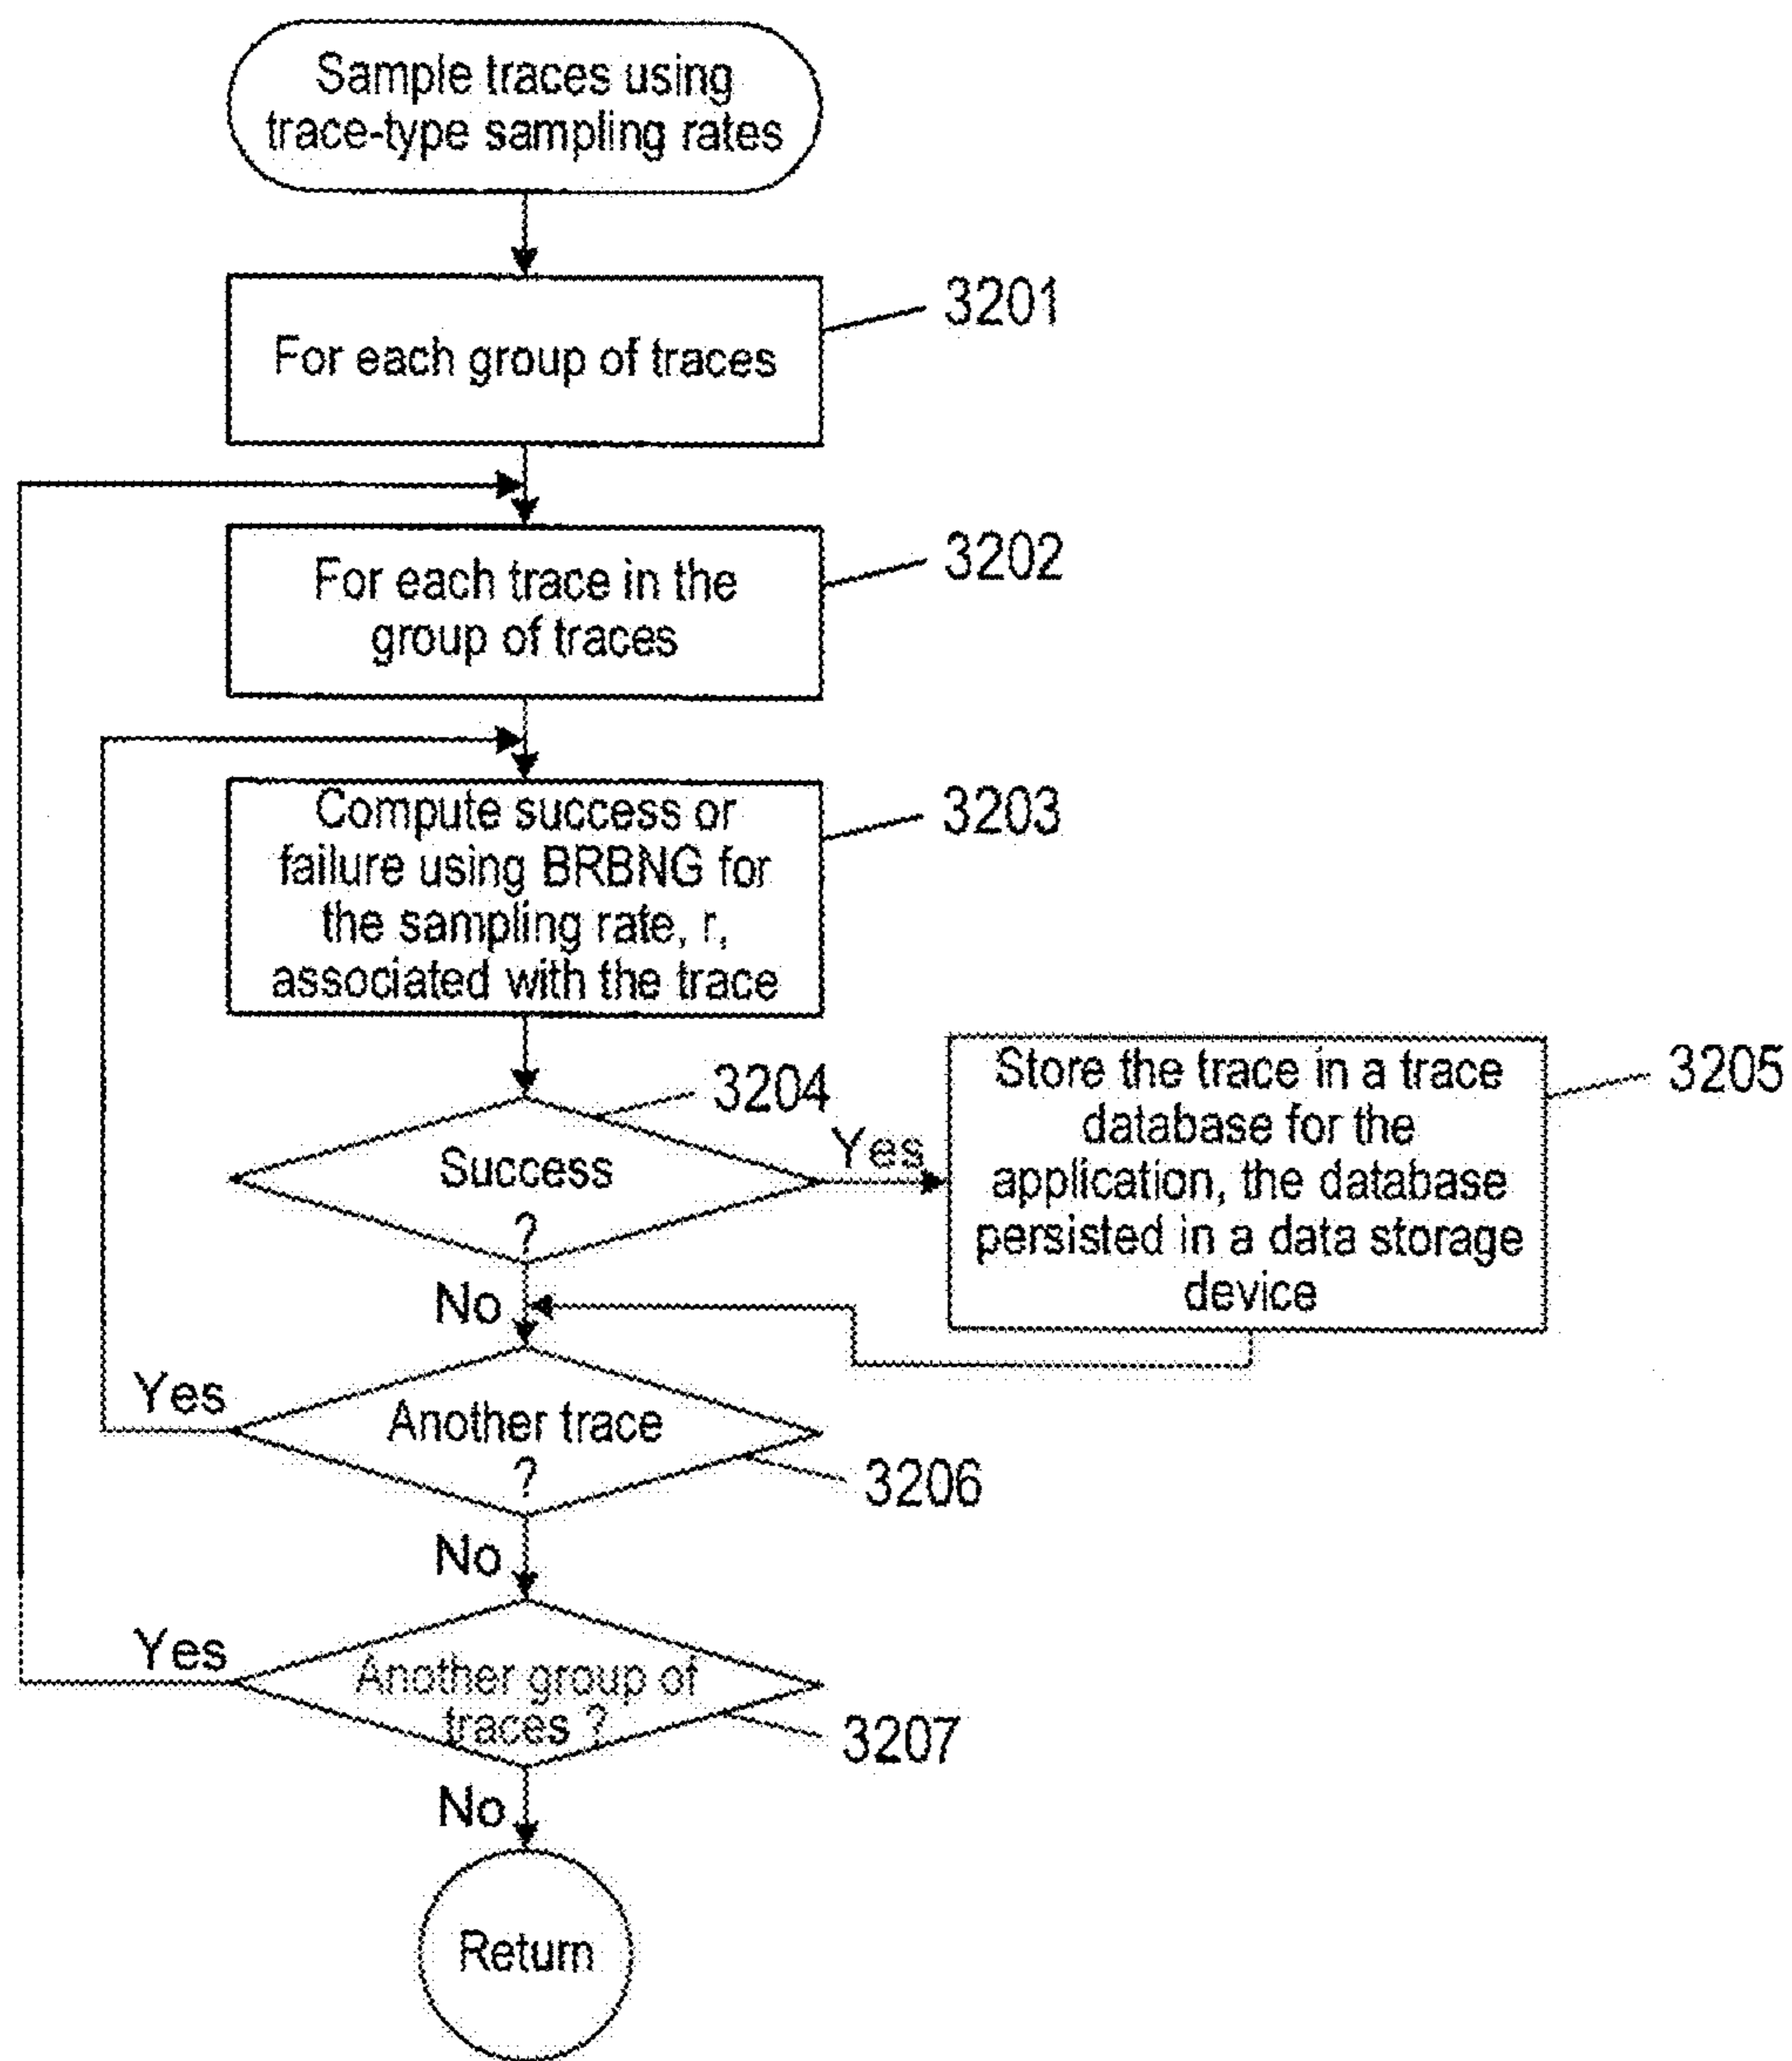 Sample traces using
trace-type sampling rates
3201
For each group of traces
3202
For each trace in the
group of traces
3203
Compute success or
failure using BRBNG for
the sampling rate, r,
associated with the trace
3204
Success
?
Yes
No
3205
Store the trace in a trace
database for the
application, the database
persisted in a data storage
device
Yes
Another trace
?
3206
No
Yes
Another group of
traces ?
3207
No
Return